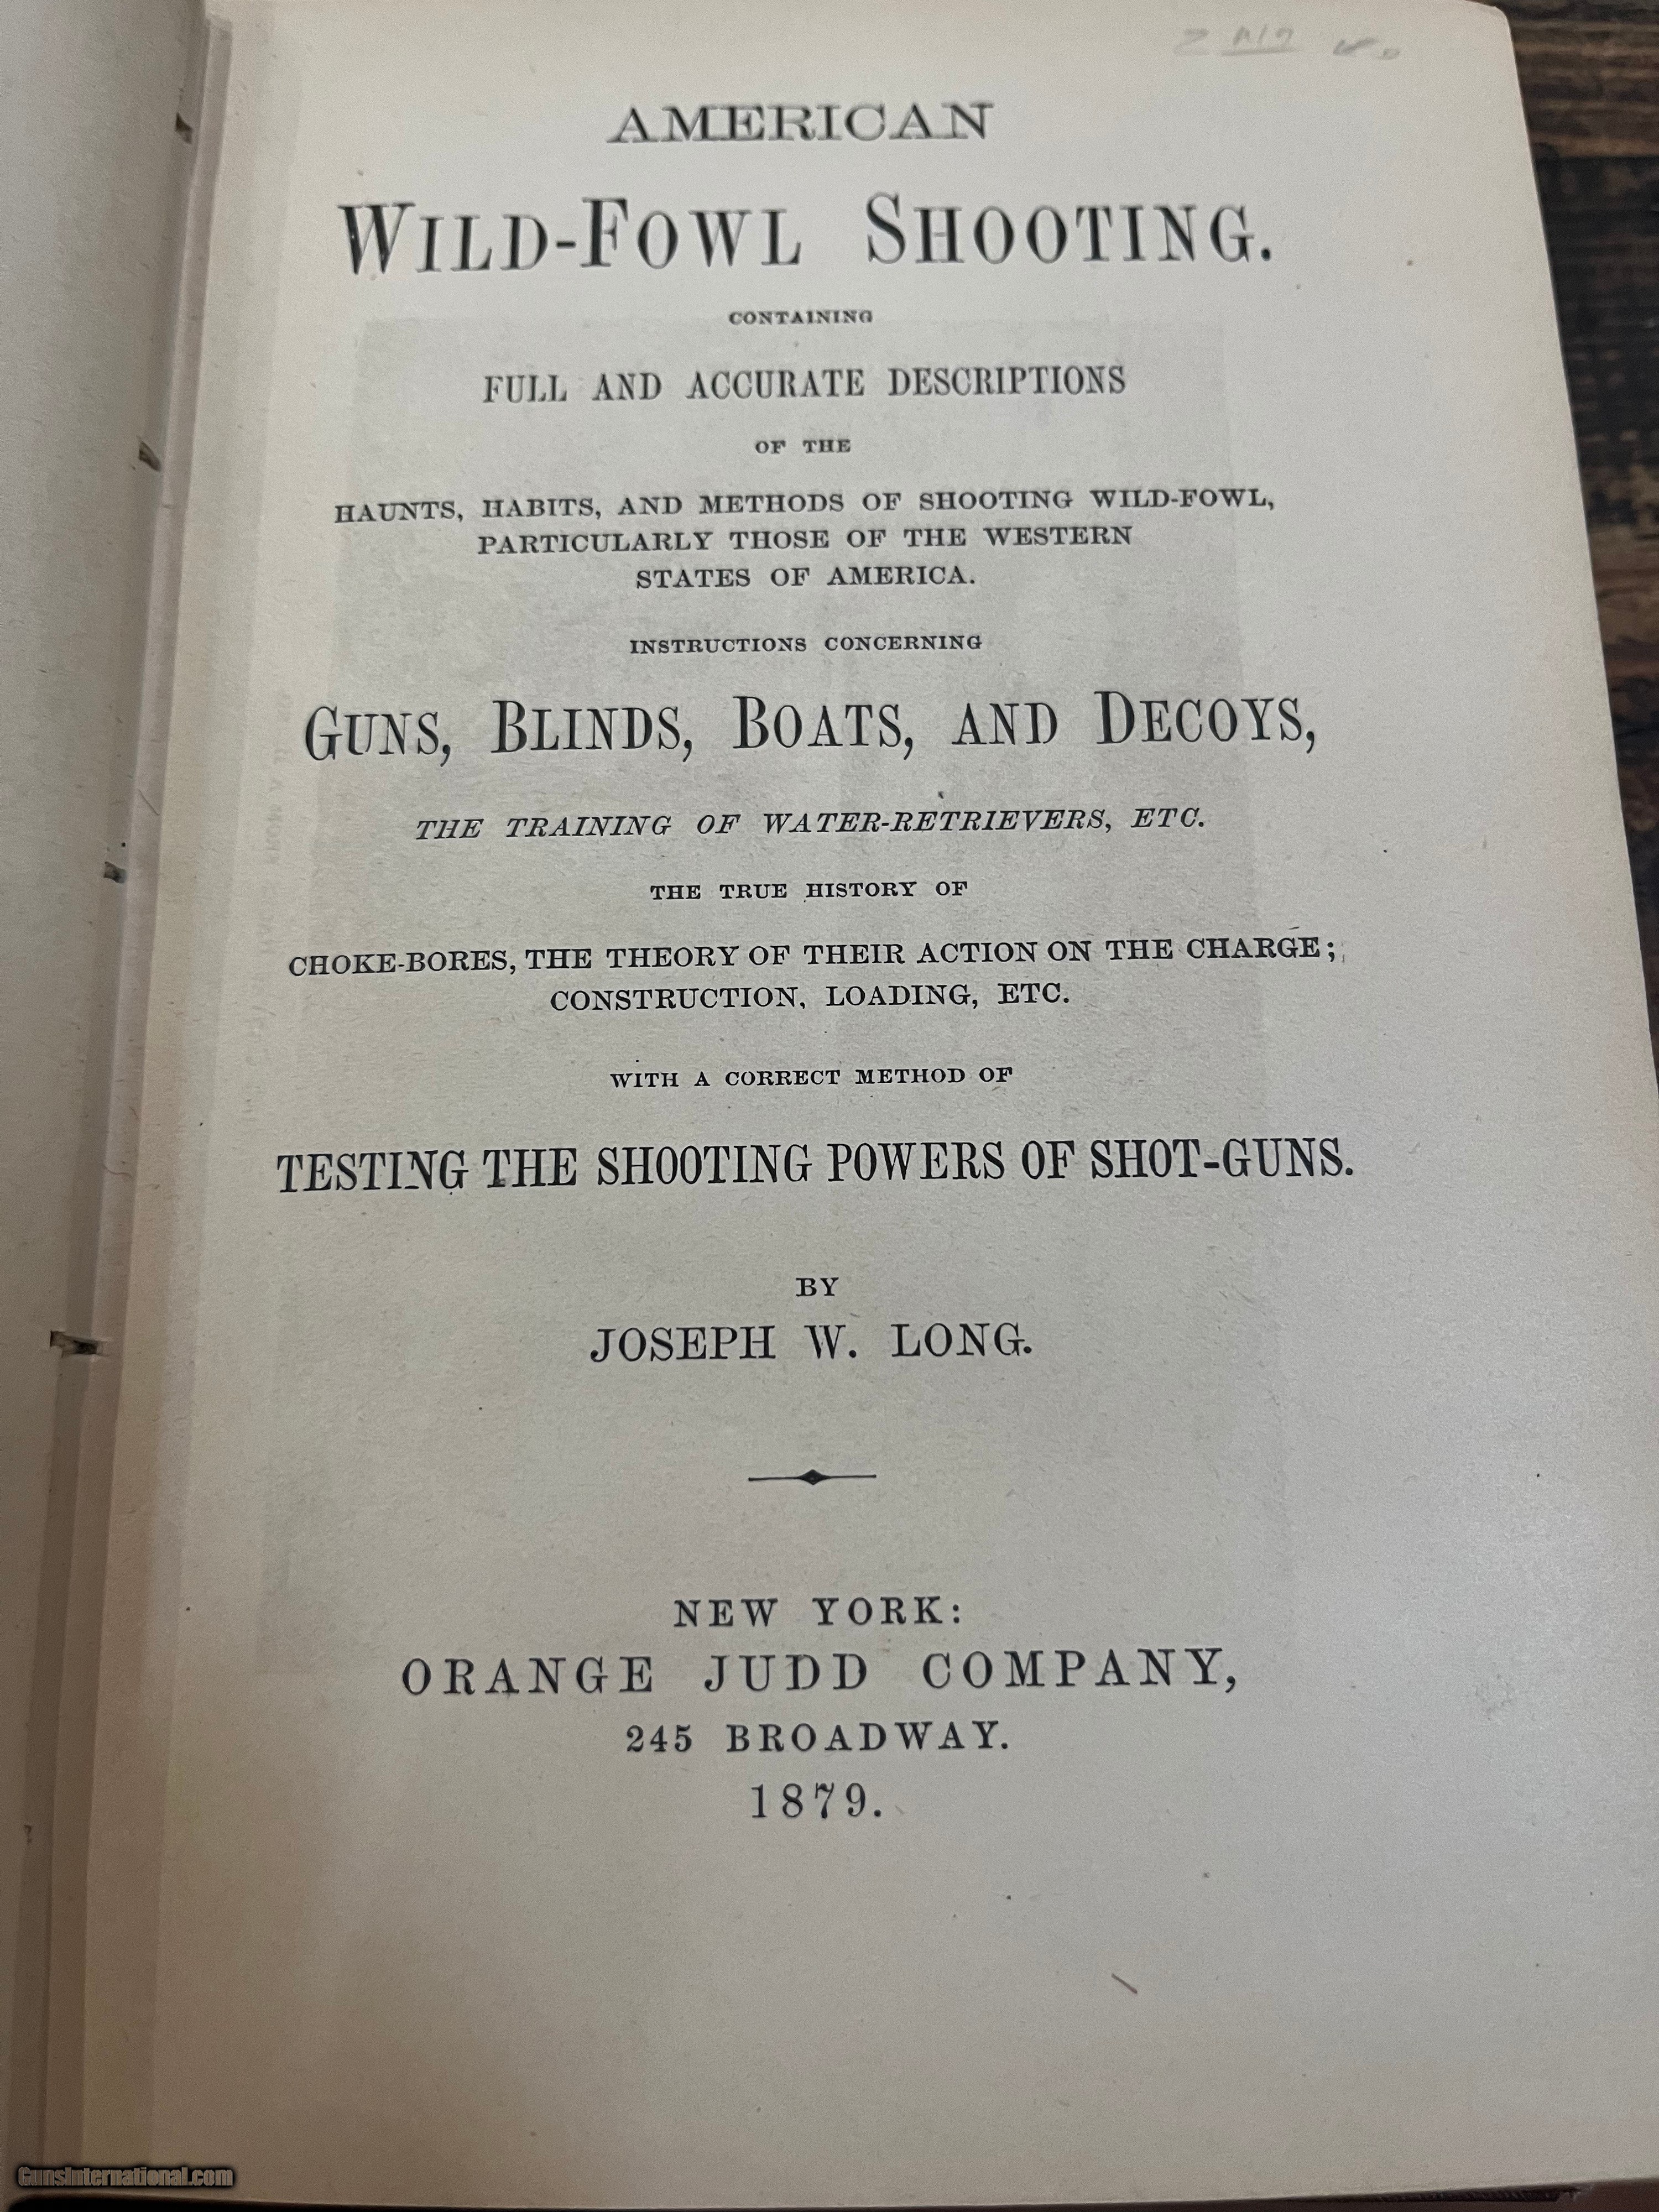 AMERICAN
WILD-FOWL SHOOTING.
CONTAINING
FULL AND ACCURATE DESCRIPTIONS
OF THE
HAUNTS, HABITS, AND METHODS OF SHOOTING WILD-FOWL,
PARTICULARLY THOSE OF THE WESTERN
STATES OF AMERICA.
INSTRUCTIONS CONCERNING
GUNS, BLINDS, BOATS, AND DECOYS,
THE TRAINING OF WATER-RETRIEVERS, ETC.
THE TRUE HISTORY OF
CHOKE-BORES, THE THEORY OF THEIR ACTION ON THE CHARGE;
CONSTRUCTION, LOADING, ETC.
WITH A CORRECT METHOD OF
TESTING THE SHOOTING POWERS OF SHOT-GUNS.
BY
JOSEPH W. LONG.
NEW YORK:
ORANGE JUDD COMPANY,
245 BROADWAY.
1879.
GunsInternational.com